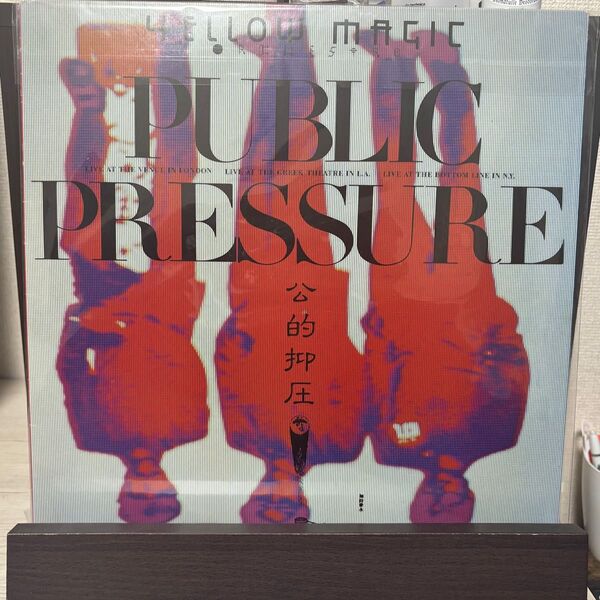 YELLOW MAGIC
ORCHESTRA
PUBLIC
LIVE AT THE VENUE IN LONDON LIVE AT THE GREEK THEATRE IN L.A. LIVE AT THE BOTTOM LINE IN N.Y.
PRESSURE
公的抑圧